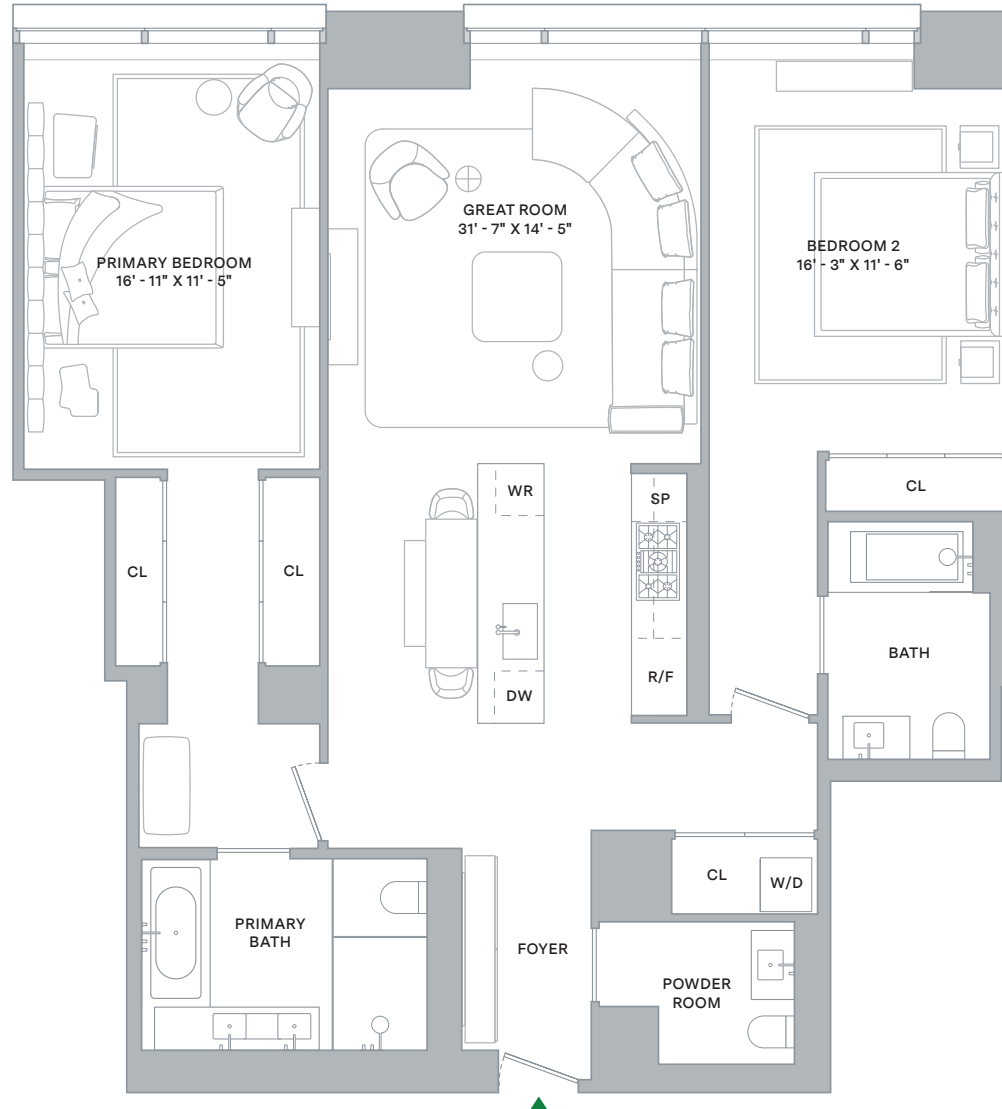 GREAT ROOM
31' - 7" X 14' - 5"
PRIMARY BEDROOM
16' - 11" X 11' - 5"
BEDROOM 2
16' - 3" X 11' - 6"
WR
SP
CL
CL
CL
BATH
R/F
DW
CL
W/D
PRIMARY
BATH
FOYER
POWDER
ROOM